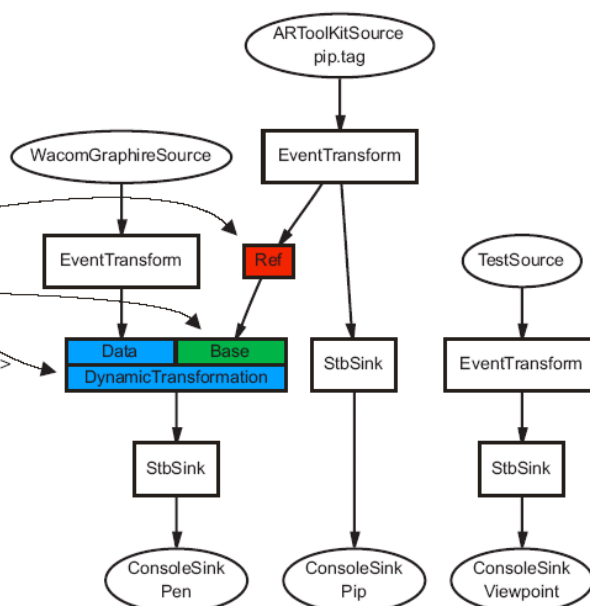 ARToolKitSource
pip.tag
WacomGraphireSource
EventTransform
EventTransform
Ref
TestSource
Data
Base
DynamicTransformation
StbSink
EventTransform
>
StbSink
StbSink
ConsoleSink
Pen
ConsoleSink
Pip
ConsoleSink
Viewpoint